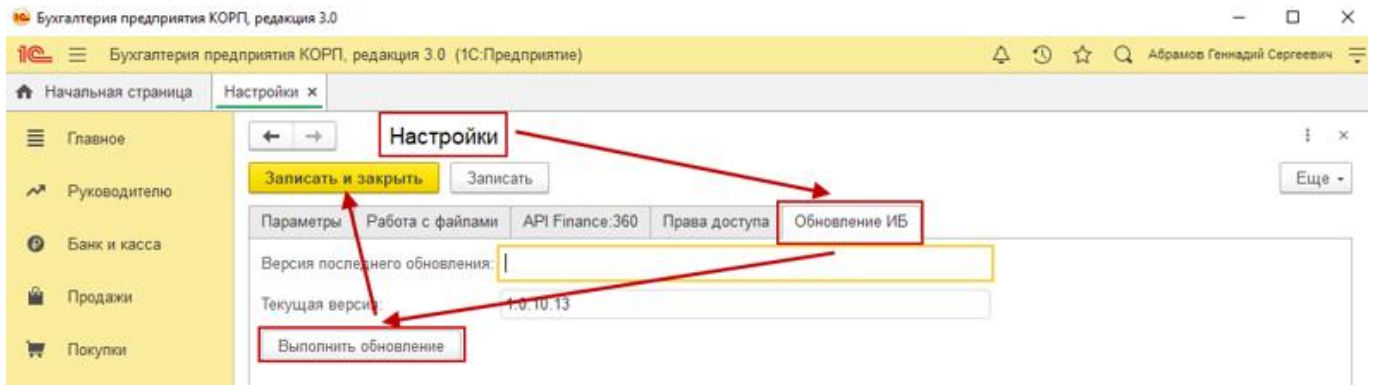 Бухгалтерия предприятия КОРП, редакция 3.0
Бухгалтерия предприятия КОРП, редакция 3.0 (1С:Предприятие) Абрамов Геннадий Сергеевич
Начальная страница Настройки ×
Главное
Настройки
Записать и закрыть Записать Еще
Руководителю
Параметры Работа с файлами API Finance:360 Права доступа Обновление ИБ
Банк и касса
Версия последнего обновления:
Продажи
Текущая версия: 1.0.10.13
Выполнить обновление
Покупки